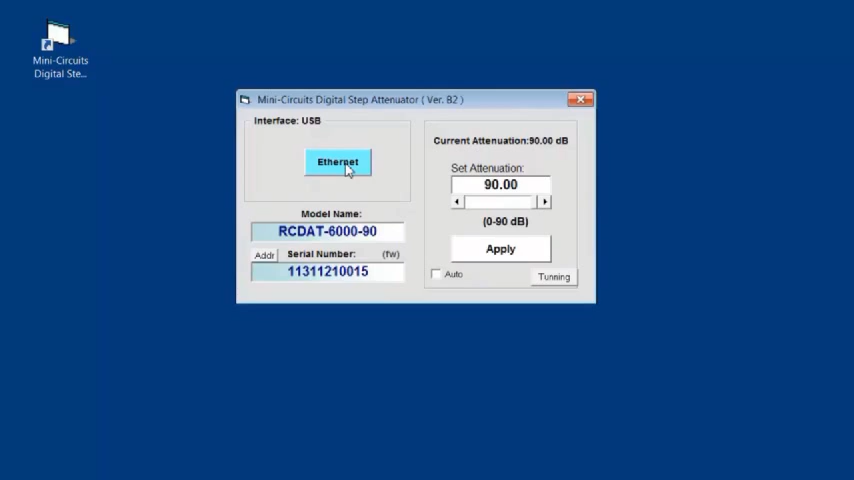 Mini-Circuits
Digital Ste...
Mini-Circuits Digital Step Attenuator ( Ver. B2 )
Interface: USB
Ethernet
Model Name:
RCDAT-6000-90
Addr
Serial Number:
(fw)
11311210015
Current Attenuation:90.00 dB
Set Attenuation:
90.00
(0-90 dB)
Apply
Auto
Tunning